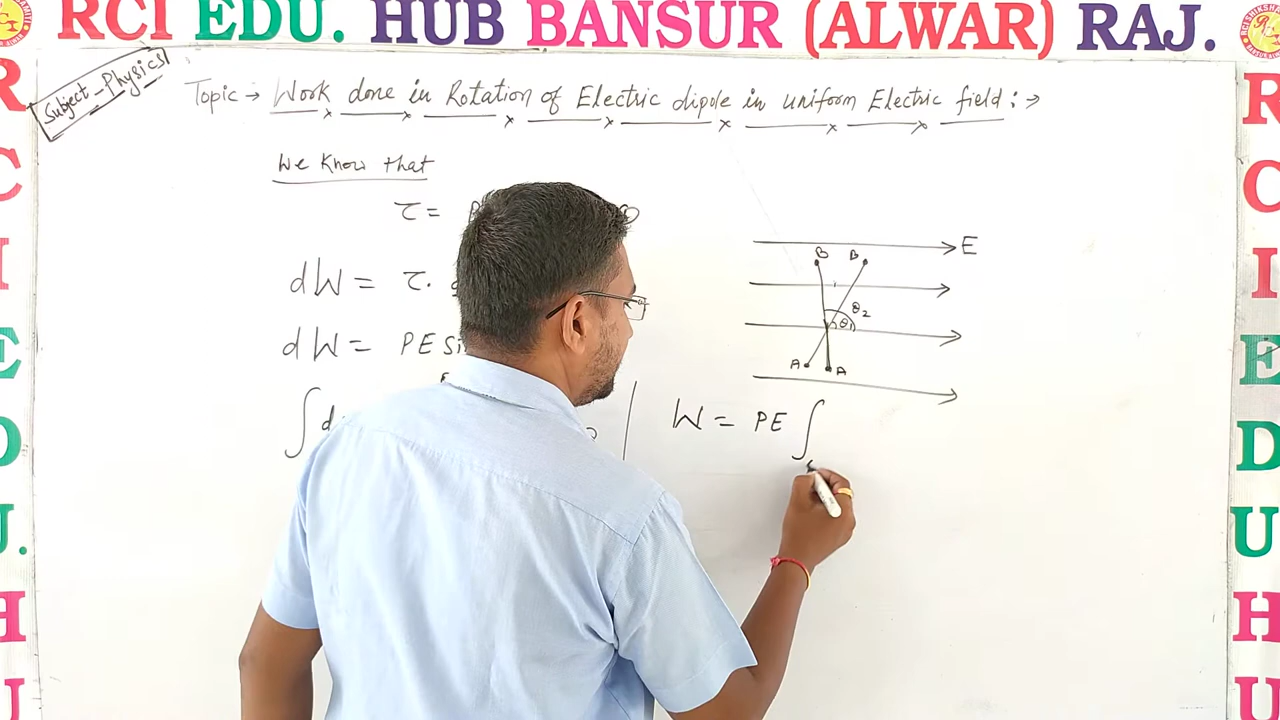 RCI EDU. HUB BANSUR (ALWAR) RAJ.
Subject - Physics
Topic → Work done in Rotation of Electric dipole in uniform Electric field : →
We Know that
τ =
dW = τ.
dW = PE
∫
W = PE ∫
E
B B
θ2
θ1
A A
R
C
I
E
D
U
H
U